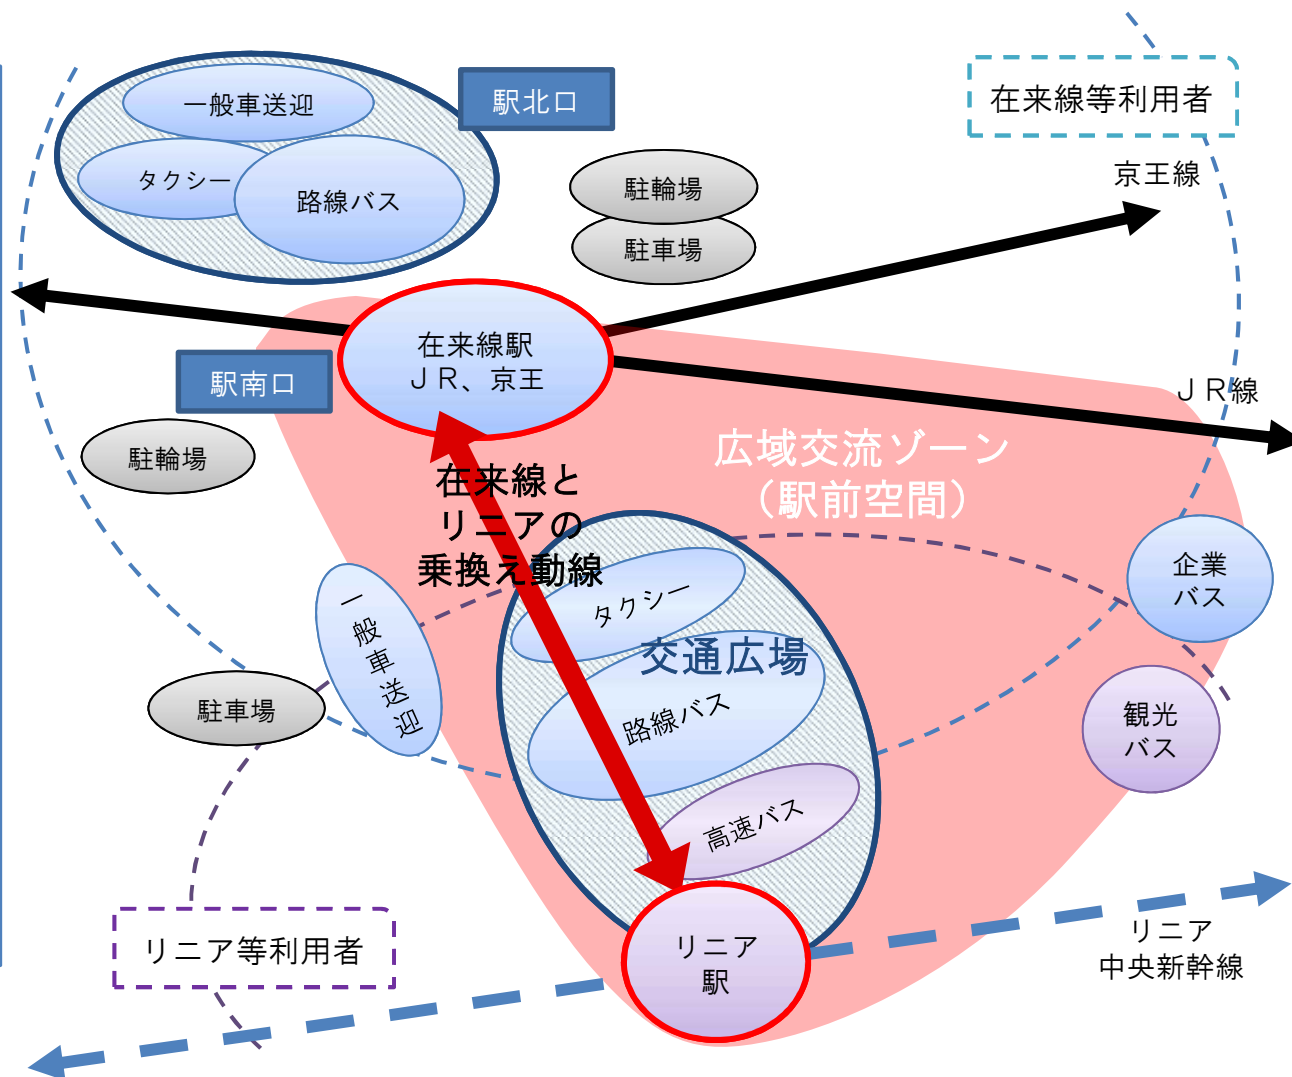 一般車送迎
駅北口
在来線等利用者
タクシー
路線バス
駐輪場
駐車場
京王線
在来線駅
ＪＲ、京王
駅南口
ＪＲ線
駐輪場
広域交流ゾーン
（駅前空間）
在来線と
リニアの
乗換え動線
企業
バス
タクシー
一般車送迎
交通広場
路線バス
駐車場
観光
バス
高速バス
リニア等利用者
リニア
駅
リニア
中央新幹線